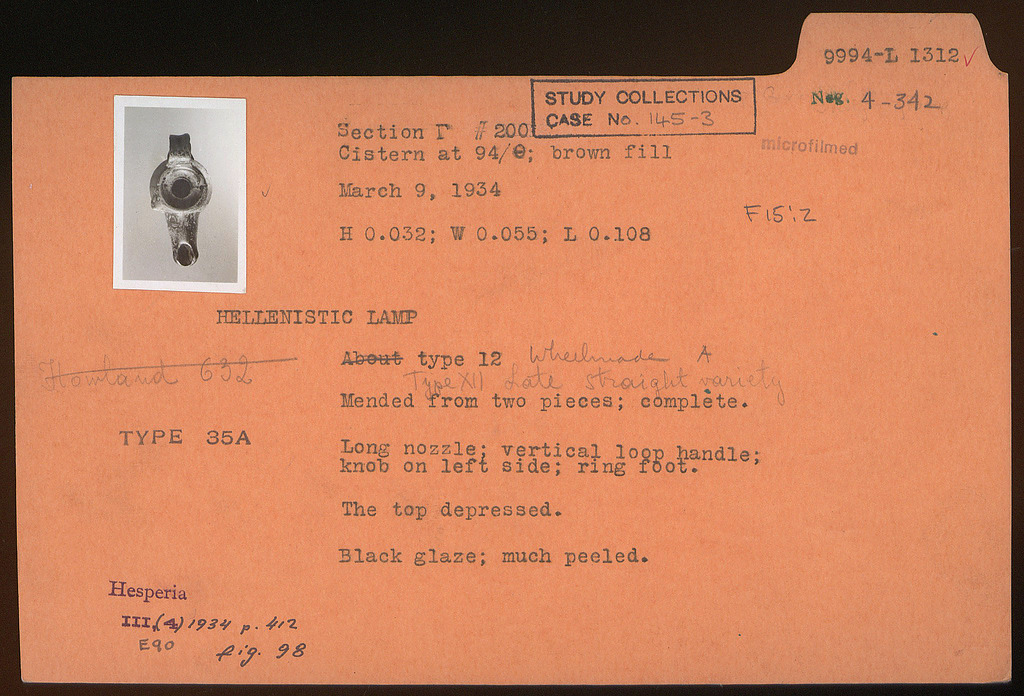 9994-L 1312✓
Neg. 4-342
STUDY COLLECTIONS
CASE No. 145-3
microfilmed
Section Γ # 200
Cistern at 94/Θ; brown fill
March 9, 1934
F15:2
H 0.032; W 0.055; L 0.108
HELLENISTIC LAMP
About type 12 Wheelmade A
Howland 632
Type XII Late straight variety
Mended from two pieces; complete.
TYPE 35A
Long nozzle; vertical loop handle;
knob on left side; ring foot.
The top depressed.
Black glaze; much peeled.
Hesperia
III,(4) 1934 p. 412
E90 fig. 98